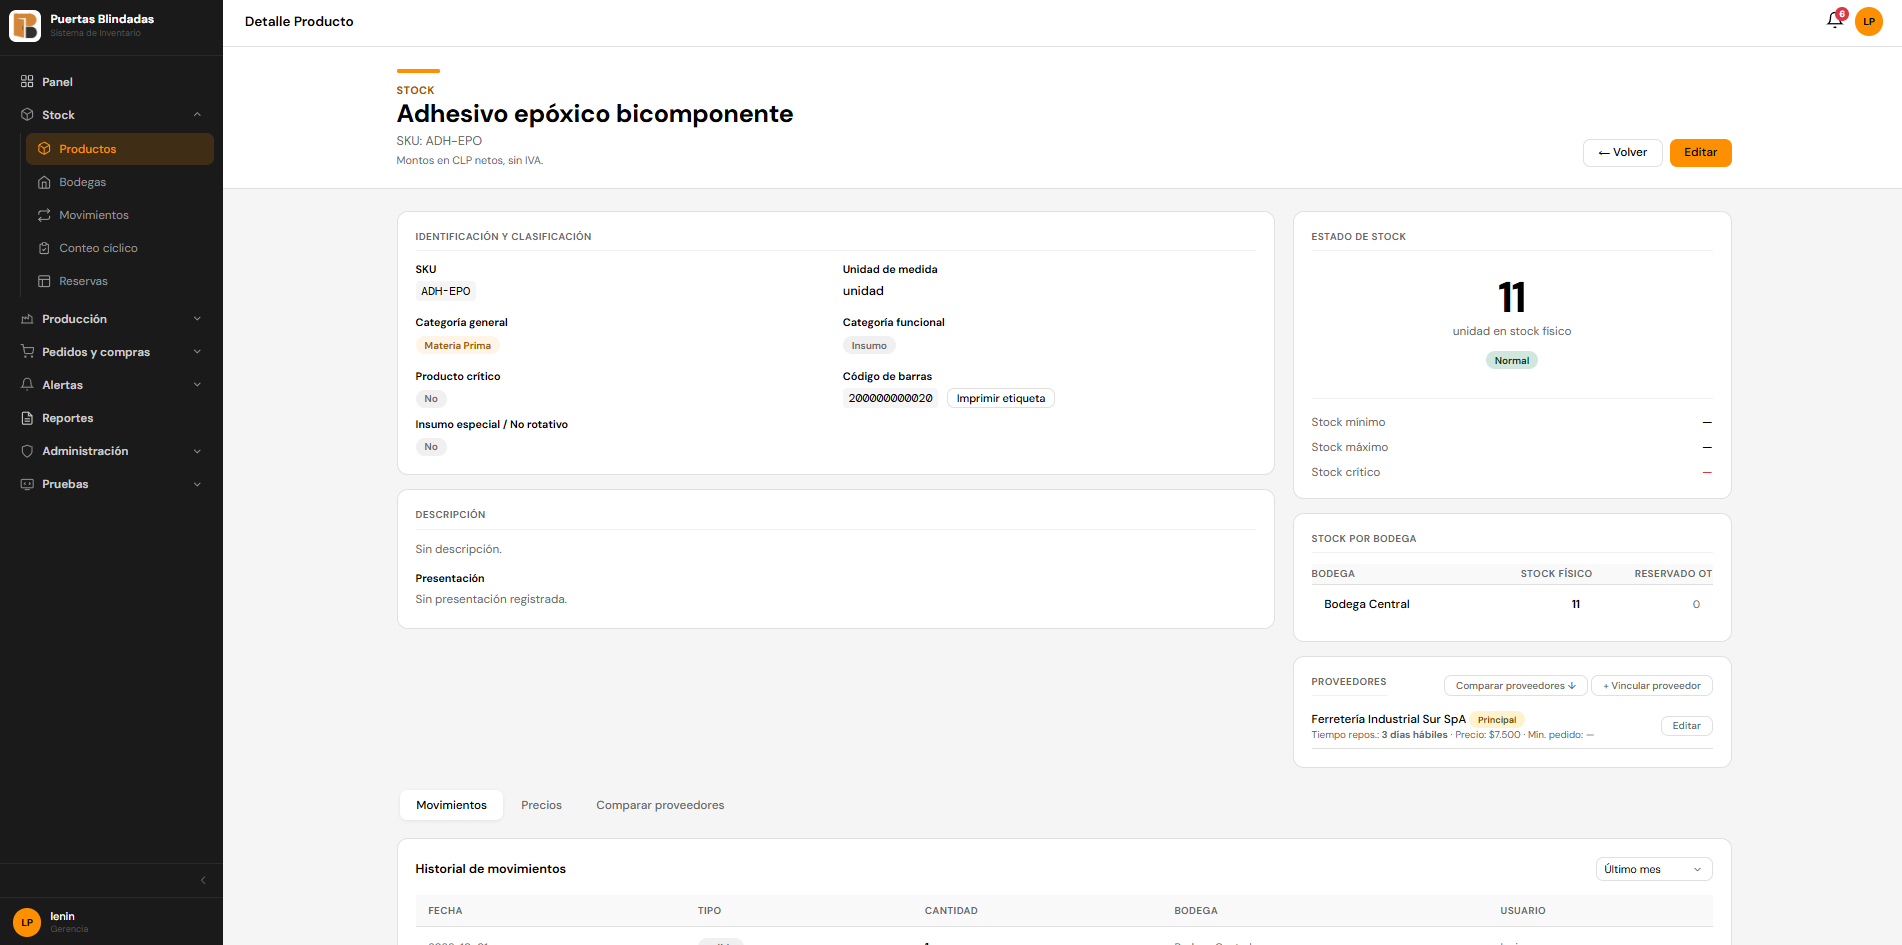 Puertas Blindadas
Sistema de Inventario
Panel
Stock
Productos
Bodegas
Movimientos
Conteo cíclico
Reservas
Producción
Pedidos y compras
Alertas
Reportes
Administración
Pruebas
LP
lenin
Gerencia
Detalle Producto
6
LP
STOCK
Adhesivo epóxico bicomponente
SKU: ADH-EPO
Montos en CLP netos, sin IVA.
← Volver
Editar
IDENTIFICACIÓN Y CLASIFICACIÓN
SKU
ADH-EPO
Unidad de medida
unidad
Categoría general
Materia Prima
Categoría funcional
Insumo
Producto crítico
No
Código de barras
200000000020
Imprimir etiqueta
Insumo especial / No rotativo
No
DESCRIPCIÓN
Sin descripción.
Presentación
Sin presentación registrada.
ESTADO DE STOCK
11
unidad en stock físico
Normal
Stock mínimo —
Stock máximo —
Stock crítico —
STOCK POR BODEGA
BODEGA STOCK FÍSICO RESERVADO OT
Bodega Central 11 0
PROVEEDORES
Comparar proveedores ↓
+ Vincular proveedor
Ferretería Industrial Sur SpA Principal
Tiempo repos.: 3 días hábiles · Precio: $7.500 · Mín. pedido: —
Editar
Movimientos
Precios
Comparar proveedores
Historial de movimientos
Último mes
FECHA TIPO CANTIDAD BODEGA USUARIO